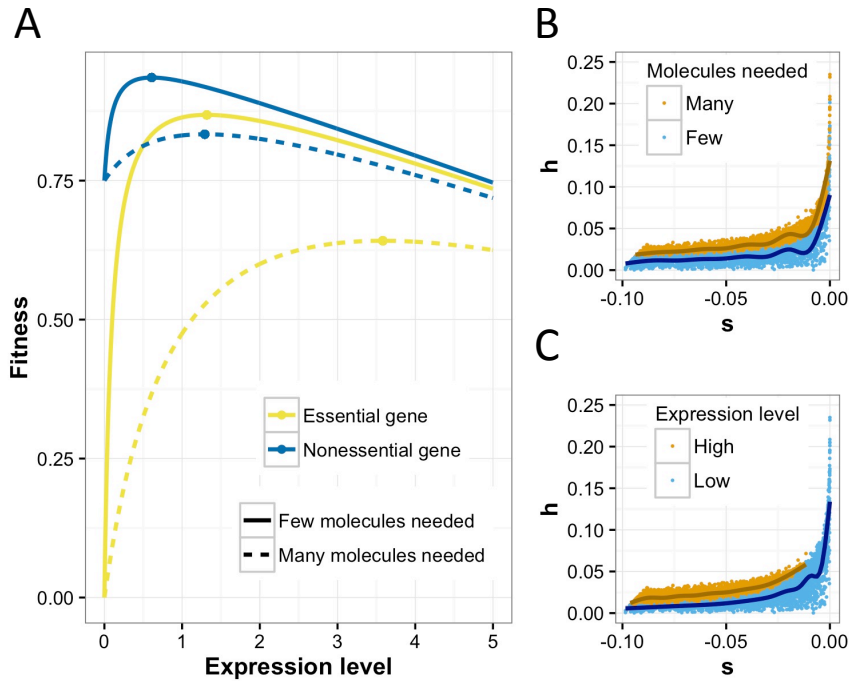 A
Fitness
0.75
0.50
0.25
0.00
Essential gene
Nonessential gene
Few molecules needed
Many molecules needed
0 1 2 3 4 5
Expression level
B
h
0.25
0.20
0.15
0.10
0.05
0.00
Molecules needed
Many
Few
-0.10 -0.05 0.00
s
C
h
0.25
0.20
0.15
0.10
0.05
0.00
Expression level
High
Low
-0.10 -0.05 0.00
s